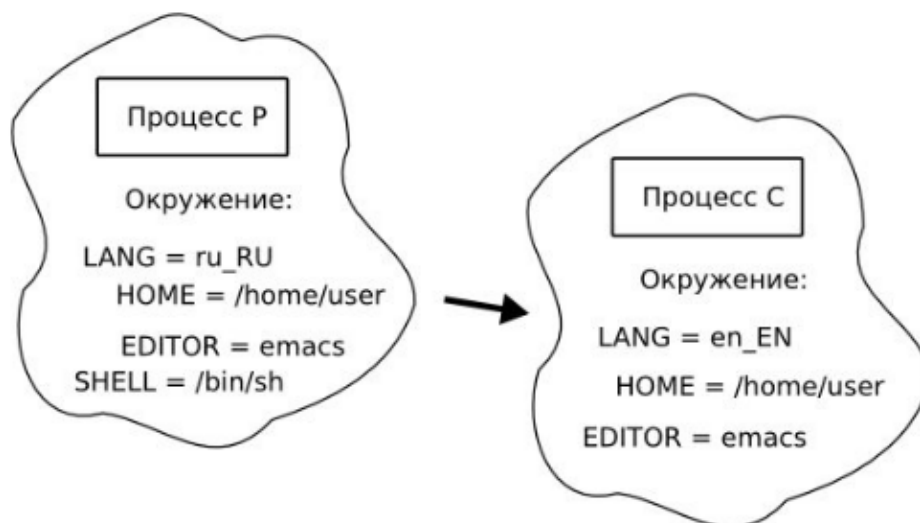 Процесс P
Окружение:
LANG = ru_RU
HOME = /home/user
EDITOR = emacs
SHELL = /bin/sh
Процесс C
Окружение:
LANG = en_EN
HOME = /home/user
EDITOR = emacs